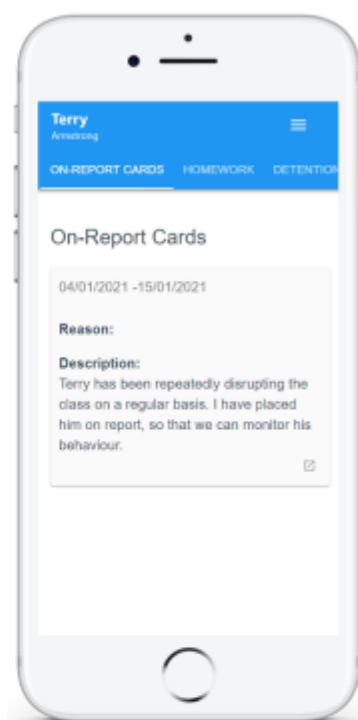 Terry
Armstrong
ON-REPORT CARDS HOMEWORK DETENTION
On-Report Cards
04/01/2021 -15/01/2021
Reason:
Description:
Terry has been repeatedly disrupting the
class on a regular basis. I have placed
him on report, so that we can monitor his
behaviour.